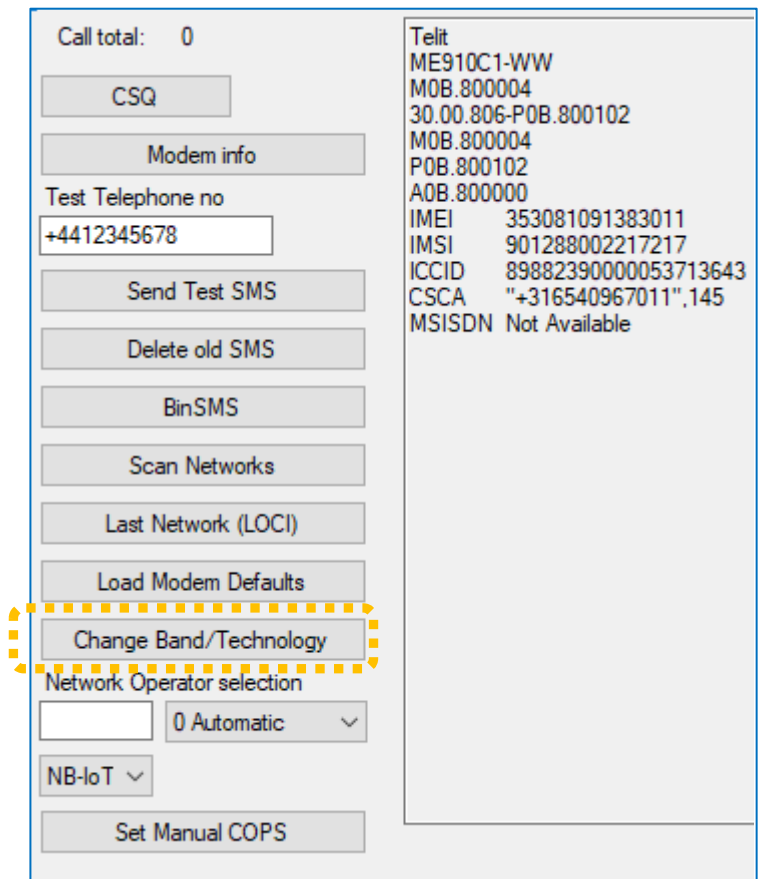 Call total: 0
CSQ
Modem info
Test Telephone no
+4412345678
Send Test SMS
Delete old SMS
BinSMS
Scan Networks
Last Network (LOCI)
Load Modem Defaults
Change Band/Technology
Network Operator selection
0 Automatic
NB-IoT
Set Manual COPS
Telit
ME910C1-WW
M0B.800004
30.00.806-P0B.800102
M0B.800004
P0B.800102
A0B.800000
IMEI 353081091383011
IMSI 901288002217217
ICCID 89882390000053713643
CSCA "+316540967011",145
MSISDN Not Available